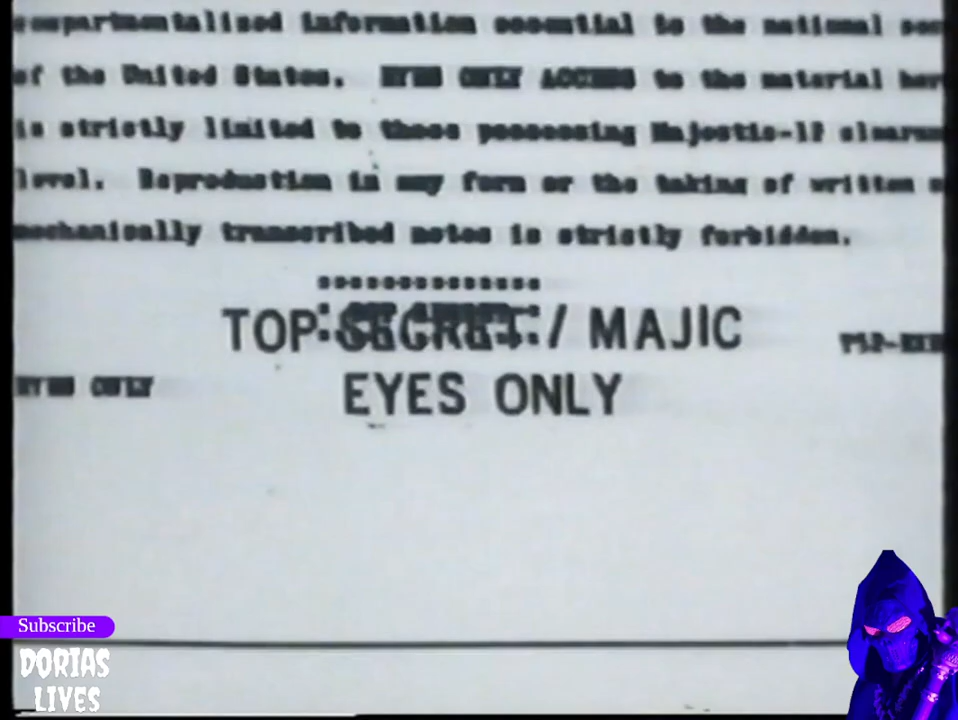 compartmentalized information essential to the national sec
of the United States. EYES ONLY ACCESS to the material her
is strictly limited to those possessing Majestic-12 clearan
level. Reproduction in any form or the taking of written o
mechanically transcribed notes is strictly forbidden.
TOP SECRET / MAJIC
EYES ONLY
EYES ONLY
Subscribe
DORIAS
LIVES